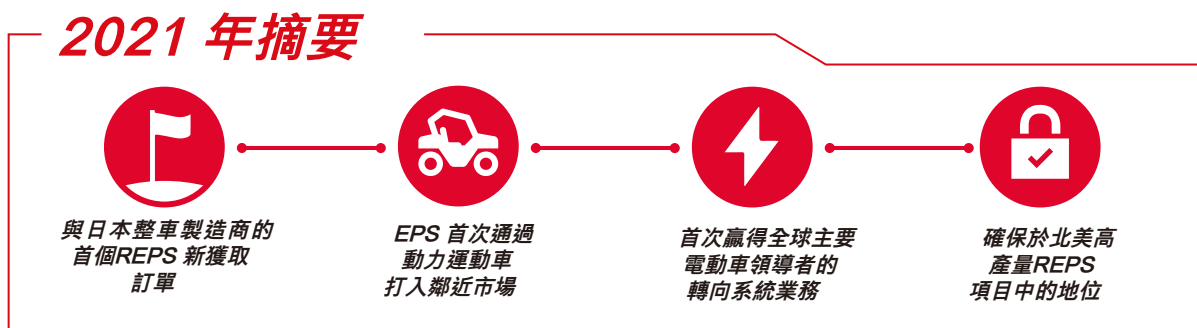 2021 年摘要
與日本整車製造商的
首個REPS 新獲取
訂單
EPS 首次通過
動力運動車
打入鄰近市場
首次贏得全球主要
電動車領導者的
轉向系統業務
確保於北美高
產量REPS
項目中的地位